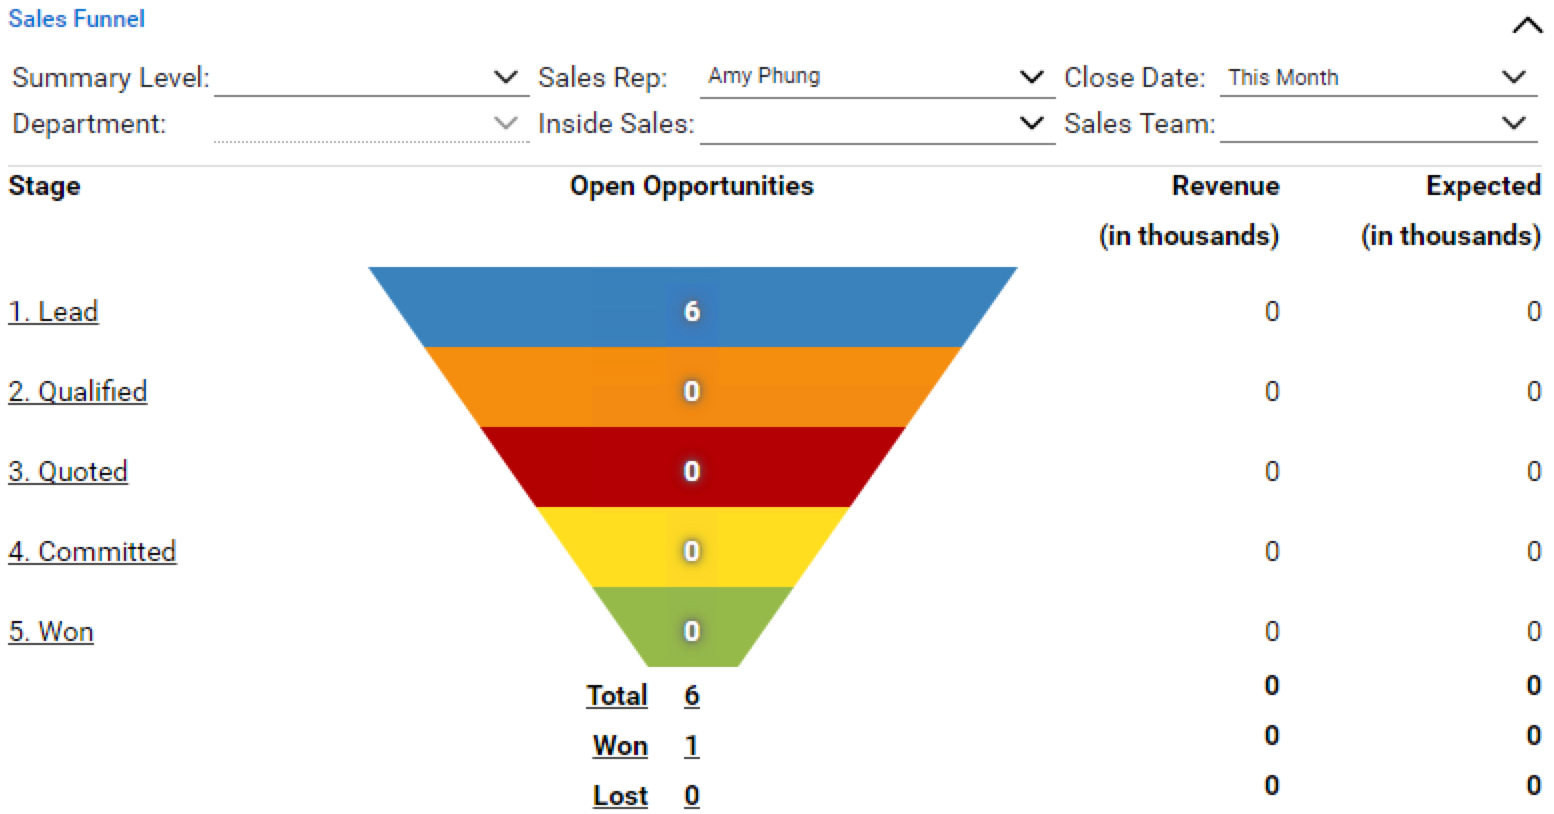 Sales Funnel
Summary Level: Sales Rep: Amy Phung Close Date: This Month
Department: Inside Sales: Sales Team:
Stage Open Opportunities Revenue Expected
(in thousands) (in thousands)
1. Lead 6 0 0
2. Qualified 0 0 0
3. Quoted 0 0 0
4. Committed 0 0 0
5. Won 0 0 0
Total 6 0 0
Won 1 0 0
Lost 0 0 0